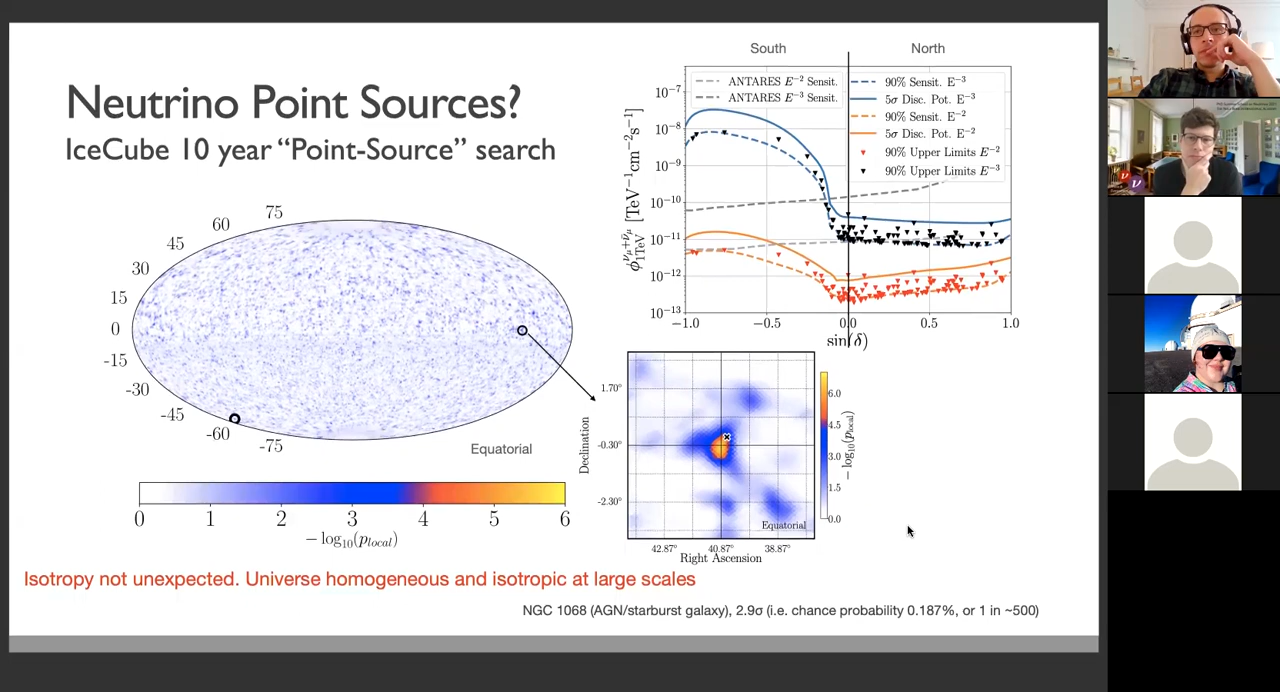 Neutrino Point Sources?
IceCube 10 year “Point-Source” search
South
North
ANTARES E⁻² Sensit.
ANTARES E⁻³ Sensit.
90% Sensit. E⁻³
5σ Disc. Pot. E⁻³
90% Sensit. E⁻²
5σ Disc. Pot. E⁻²
90% Upper Limits E⁻²
90% Upper Limits E⁻³
10⁻⁷
10⁻⁸
10⁻⁹
10⁻¹⁰
10⁻¹¹
10⁻¹²
10⁻¹³
−1.0
−0.5
0.0
0.5
1.0
sin(δ)
75
60
45
30
15
0
-15
-30
-45
-60
-75
Equatorial
0 1 2 3 4 5 6
− log₁₀(p_local)
Declination
1.70°
-0.30°
-2.30°
Equatorial
42.87° 40.87° 38.87°
Right Ascension
6.0
4.5
3.0
1.5
0.0
− log₁₀(p_local)
Isotropy not unexpected. Universe homogeneous and isotropic at large scales
NGC 1068 (AGN/starburst galaxy), 2.9σ (i.e. chance probability 0.187%, or 1 in ~500)